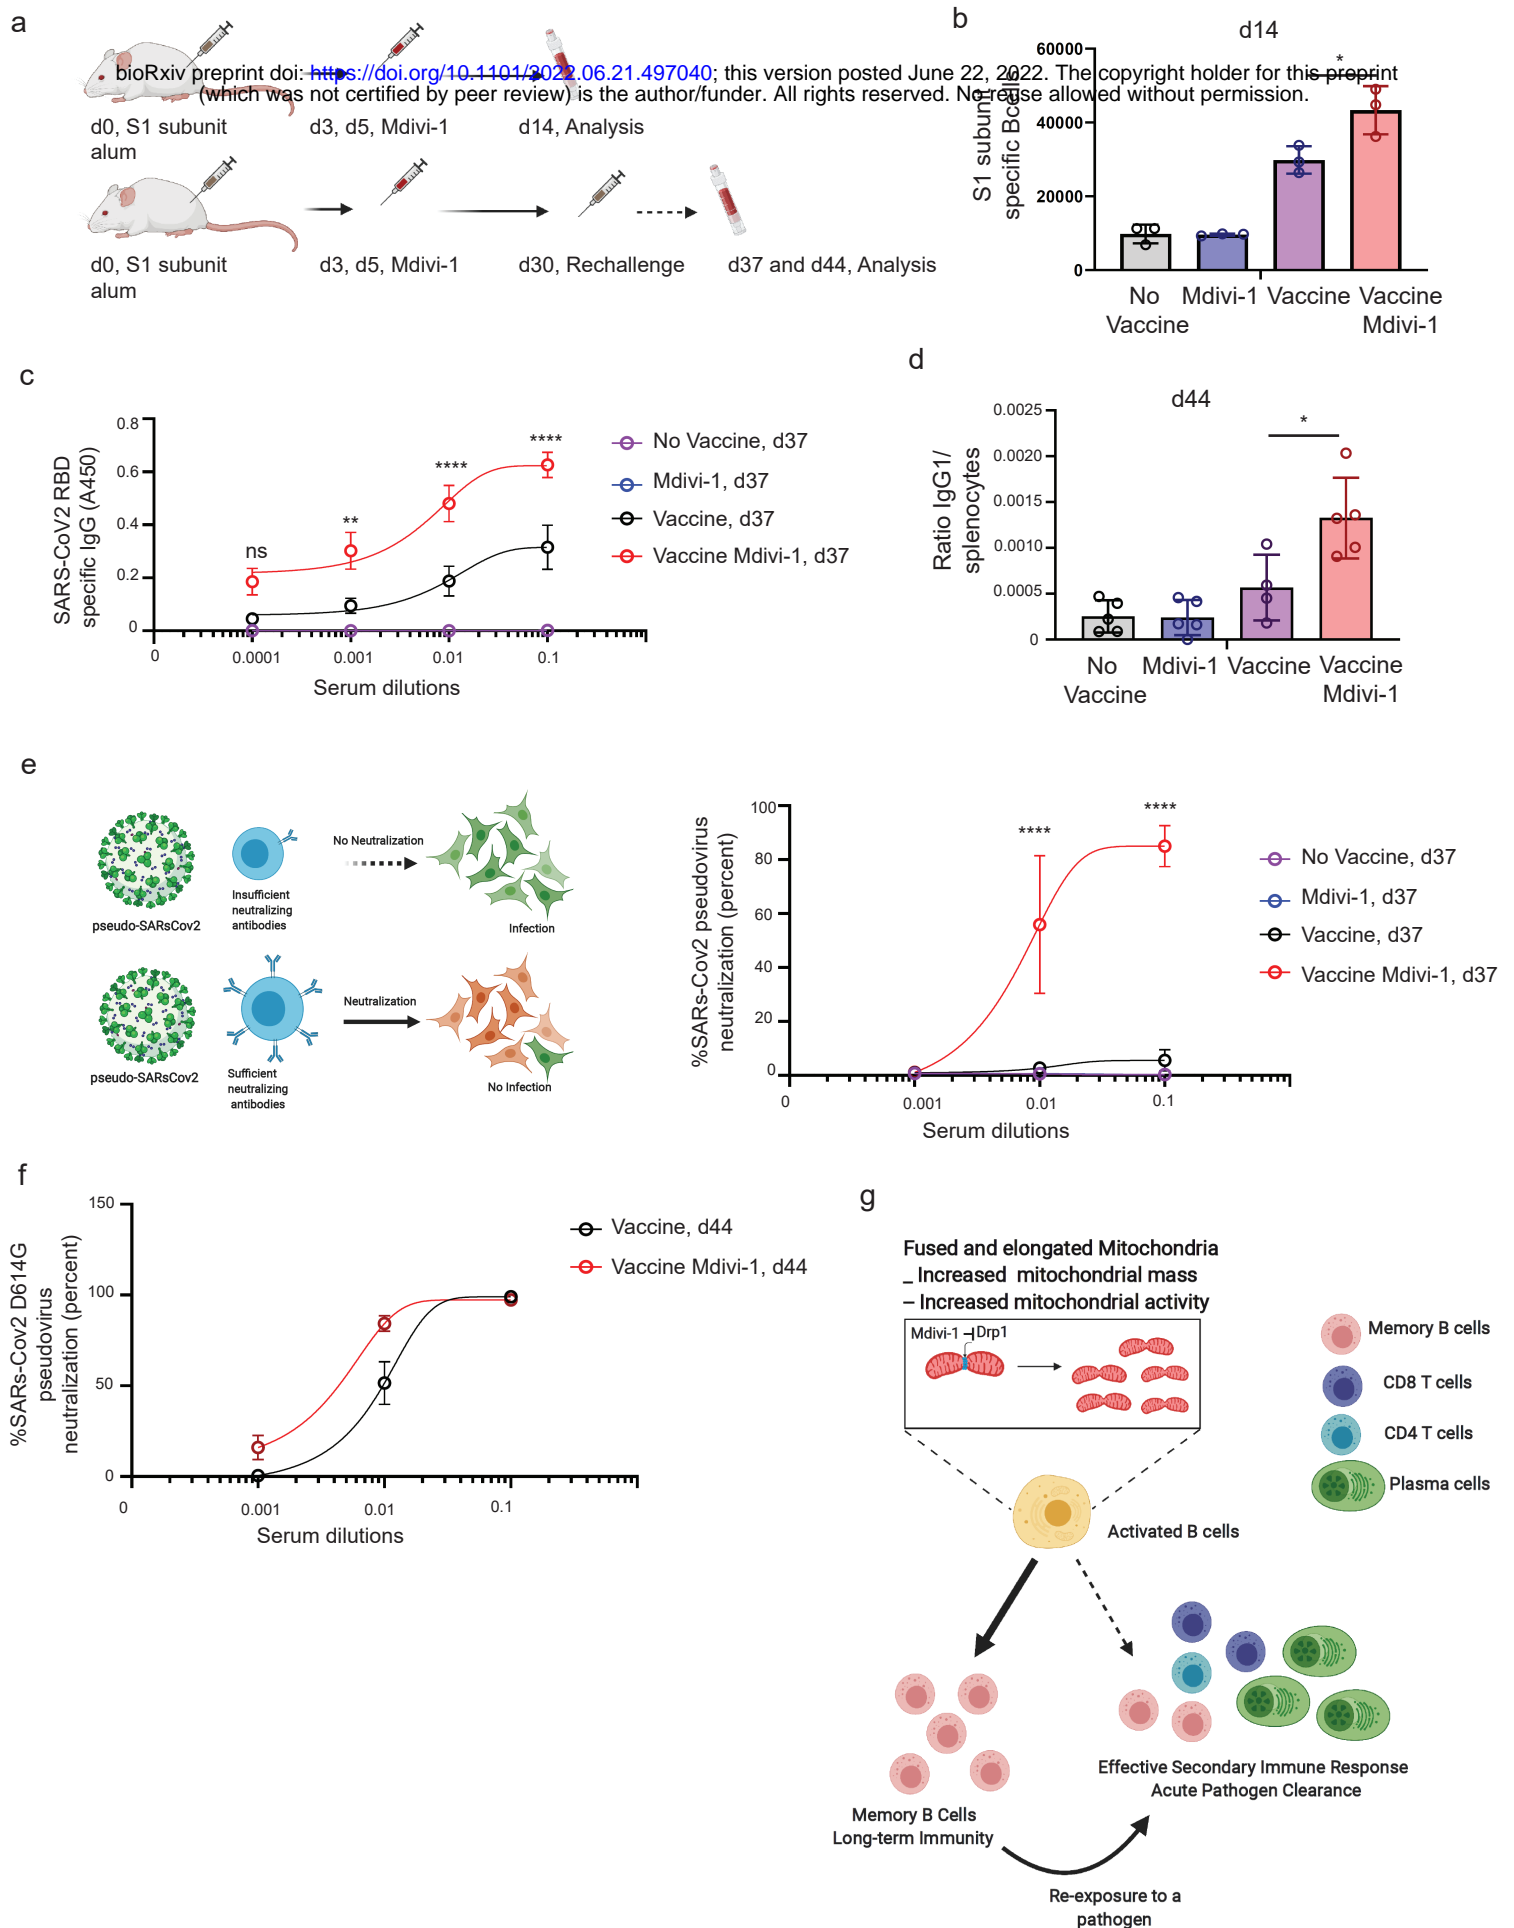 a
bioRxiv preprint doi: https://doi.org/10.1101/2022.06.21.497040; this version posted June 22, 2022. The copyright holder for this preprint
(which was not certified by peer review) is the author/funder. All rights reserved. No reuse allowed without permission.
d0, S1 subunit
alum
d3, d5, Mdivi-1
d14, Analysis
d0, S1 subunit
alum
d3, d5, Mdivi-1
d30, Rechallenge
d37 and d44, Analysis
b
d14
S1 subunit
specific Bcells
60000
40000
20000
0
*
No
Vaccine
Mdivi-1
Vaccine
Vaccine
Mdivi-1
c
SARS-CoV2 RBD
specific IgG (A450)
0.8
0.6
0.4
0.2
0
ns
**
****
****
0
0.0001
0.001
0.01
0.1
Serum dilutions
No Vaccine, d37
Mdivi-1, d37
Vaccine, d37
Vaccine Mdivi-1, d37
d
d44
Ratio IgG1/
splenocytes
0.0025
0.0020
0.0015
0.0010
0.0005
0
*
No
Vaccine
Mdivi-1
Vaccine
Vaccine
Mdivi-1
e
pseudo-SARsCov2
Insufficient
neutralizing
antibodies
No Neutralization
Infection
pseudo-SARsCov2
Sufficient
neutralizing
antibodies
Neutralization
No Infection
%SARs-Cov2 pseudovirus
neutralization (percent)
100
80
60
40
20
0
****
****
0
0.001
0.01
0.1
Serum dilutions
No Vaccine, d37
Mdivi-1, d37
Vaccine, d37
Vaccine Mdivi-1, d37
f
%SARs-Cov2 D614G
pseudovirus
neutralization (percent)
150
100
50
0
0
0.001
0.01
0.1
Serum dilutions
Vaccine, d44
Vaccine Mdivi-1, d44
g
Fused and elongated Mitochondria
_ Increased mitochondrial mass
– Increased mitochondrial activity
Mdivi-1
Drp1
Memory B cells
CD8 T cells
CD4 T cells
Plasma cells
Activated B cells
Effective Secondary Immune Response
Acute Pathogen Clearance
Memory B Cells
Long-term Immunity
Re-exposure to a
pathogen